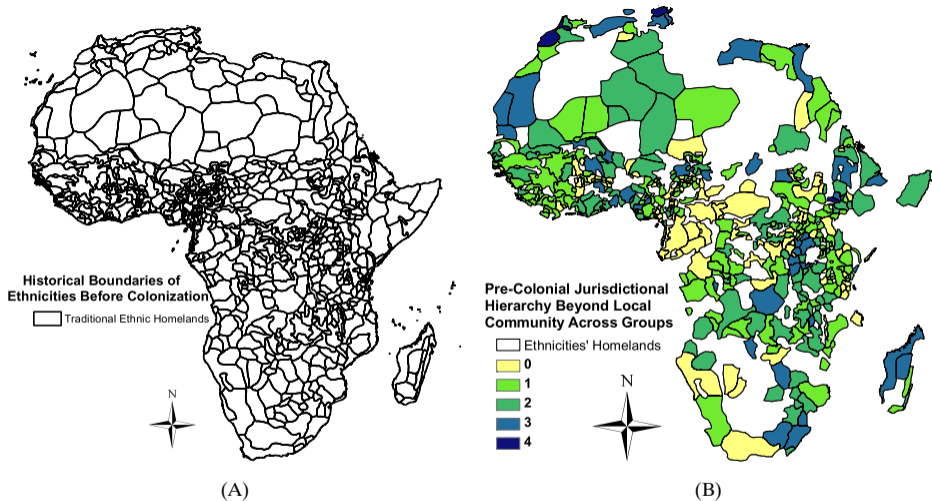 Historical Boundaries of
Ethnicities Before Colonization
Traditional Ethnic Homelands
N
(A)
Pre-Colonial Jurisdictional
Hierarchy Beyond Local
Community Across Groups
Ethnicities' Homelands
0
1
2
3
4
N
(B)